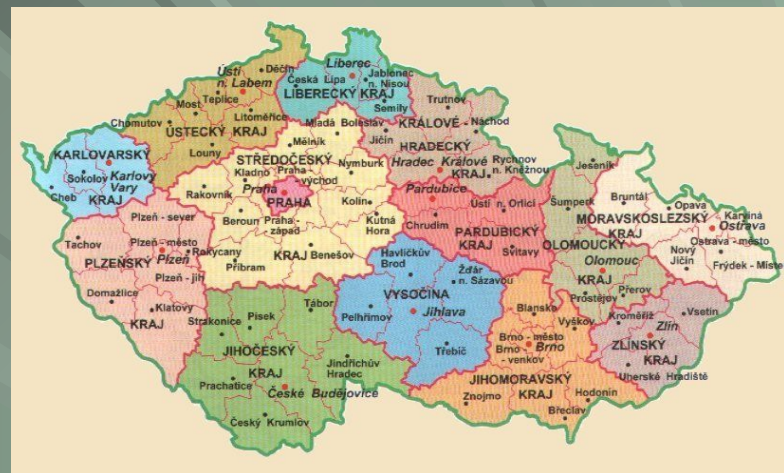 Ústí
n. Labem
Děčín
Teplice
Most
Chomutov
Litoměřice
ÚSTECKÝ KRAJ
Louny
Liberec
Česká Lípa
Jablonec
n. Nisou
LIBERECKÝ KRAJ
Semily
KARLOVARSKÝ
Sokolov
Karlovy
Vary
Cheb
KRAJ
Mladá Boleslav
Mělník
STŘEDOČESKÝ
Kladno
Praha -
východ
Nymburk
Rakovník
Praha
PRAHA
Kolín
Beroun
Praha -
západ
Kutná
Hora
KRAJ
Benešov
Příbram
Trutnov
KRÁLOVÉ -
Náchod
Jičín
HRADECKÝ
Hradec Králové
KRAJ
Rychnov
n. Kněžnou
Pardubice
Ústí n. Orlicí
Chrudim
PARDUBICKÝ
KRAJ
Svitavy
Plzeň - sever
Tachov
Plzeň - město
Plzeň
Rokycany
PLZEŇSKÝ
Plzeň - jih
Domažlice
Klatovy
KRAJ
Tábor
Písek
Strakonice
JIHOČESKÝ
Jindřichův
Hradec
Prachatice
KRAJ
České Budějovice
Český Krumlov
Havlíčkův
Brod
Žďár
n. Sázavou
VYSOČINA
Pelhřimov
Jihlava
Třebíč
Blansko
Vyškov
Brno - město
Brno
Brno -
venkov
JIHOMORAVSKÝ
KRAJ
Znojmo
Hodonín
Břeclav
Jeseník
Šumperk
OLOMOUCKÝ
Olomouc
KRAJ
Prostějov
Přerov
Bruntál
Opava
MORAVSKOSLEZSKÝ
KRAJ
Karviná
Ostrava
Ostrava - město
Nový
Jičín
Frýdek - Míste
Kroměříž
Vsetín
Zlín
ZLÍNSKÝ
KRAJ
Uherské Hradiště